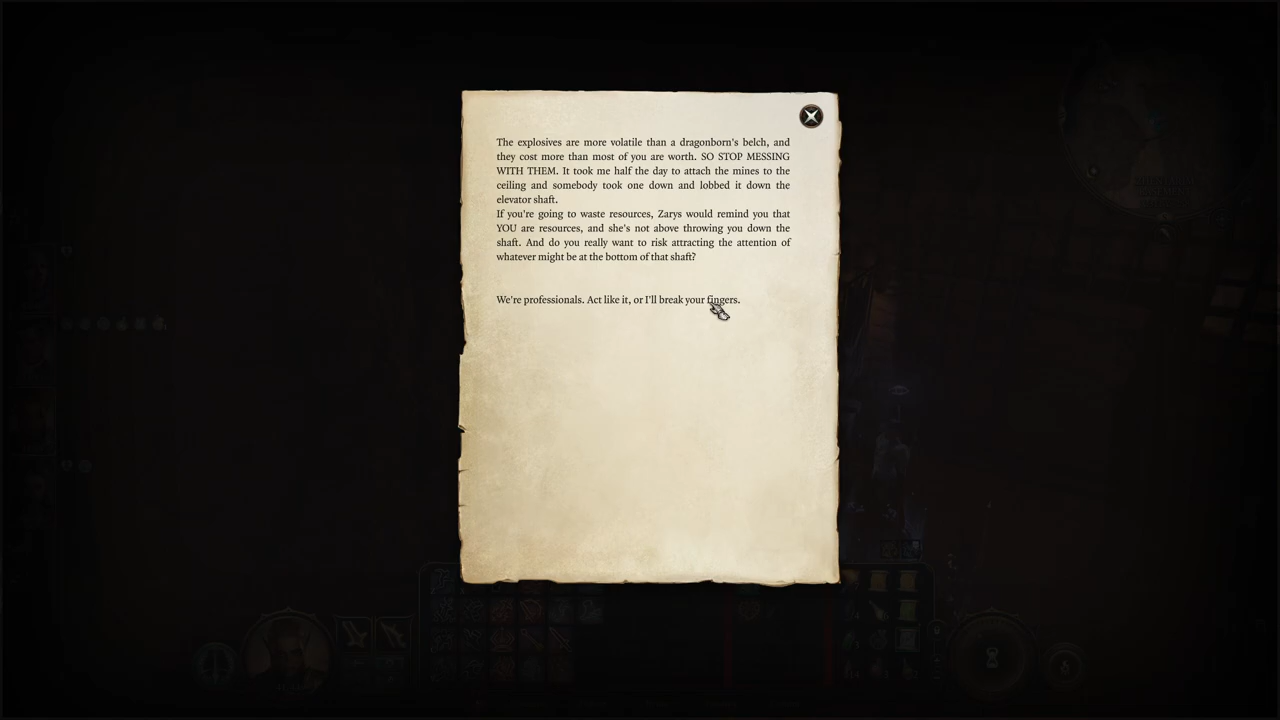 The explosives are more volatile than a dragonborn's belch, and
they cost more than most of you are worth. SO STOP MESSING
WITH THEM. It took me half the day to attach the mines to the
ceiling and somebody took one down and lobbed it down the
elevator shaft.
If you're going to waste resources, Zarys would remind you that
YOU are resources, and she's not above throwing you down the
shaft. And do you really want to risk attracting the attention of
whatever might be at the bottom of that shaft?
We're professionals. Act like it, or I'll break your fingers.